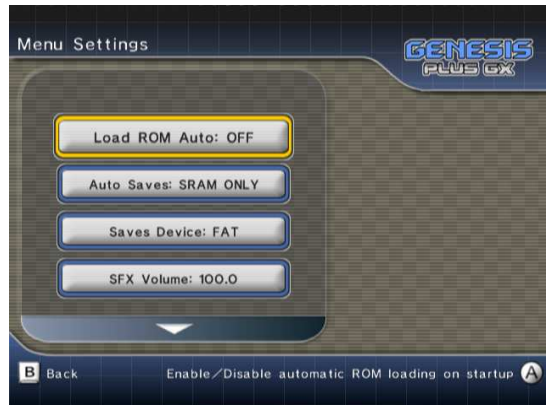 Menu Settings
GENESIS
PLUS GX
Load ROM Auto: OFF
Auto Saves: SRAM ONLY
Saves Device: FAT
SFX Volume: 100.0
B Back
Enable/Disable automatic ROM loading on startup A